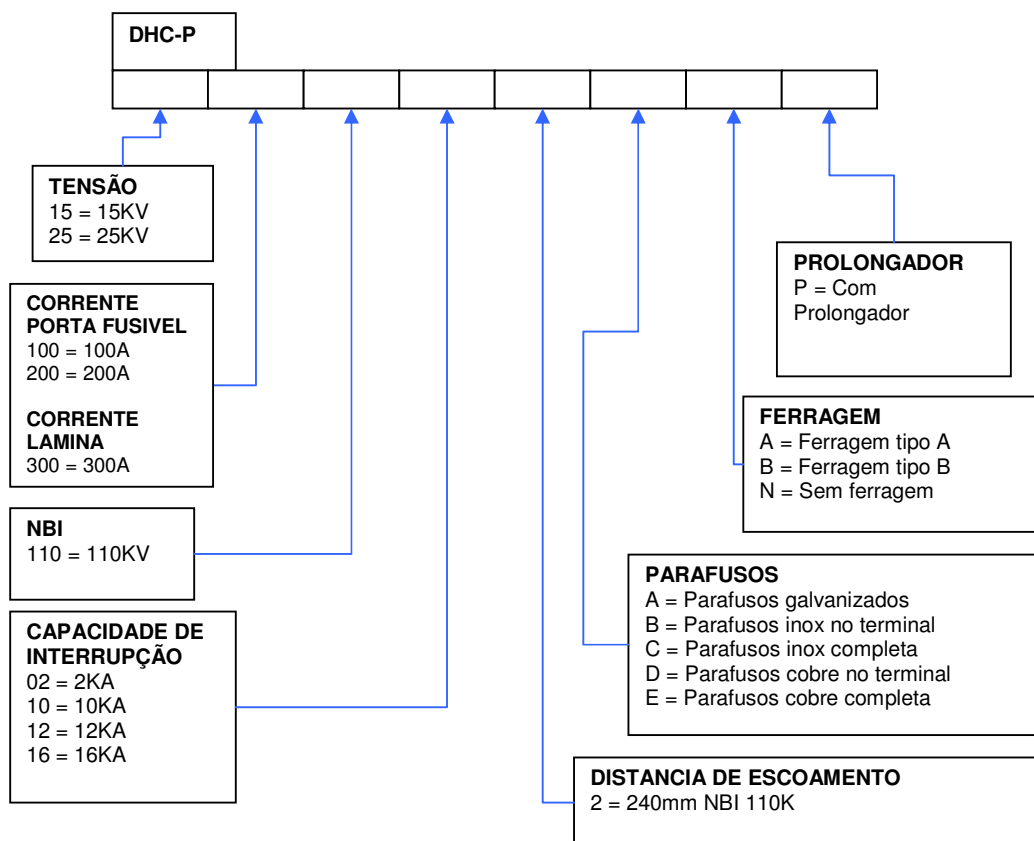 DHC-P
TENSÃO
15 = 15KV
25 = 25KV
CORRENTE
PORTA FUSIVEL
100 = 100A
200 = 200A
CORRENTE
LAMINA
300 = 300A
NBI
110 = 110KV
CAPACIDADE DE
INTERRUPÇÃO
02 = 2KA
10 = 10KA
12 = 12KA
16 = 16KA
PROLONGADOR
P = Com
Prolongador
FERRAGEM
A = Ferragem tipo A
B = Ferragem tipo B
N = Sem ferragem
PARAFUSOS
A = Parafusos galvanizados
B = Parafusos inox no terminal
C = Parafusos inox completa
D = Parafusos cobre no terminal
E = Parafusos cobre completa
DISTANCIA DE ESCOAMENTO
2 = 240mm NBI 110K